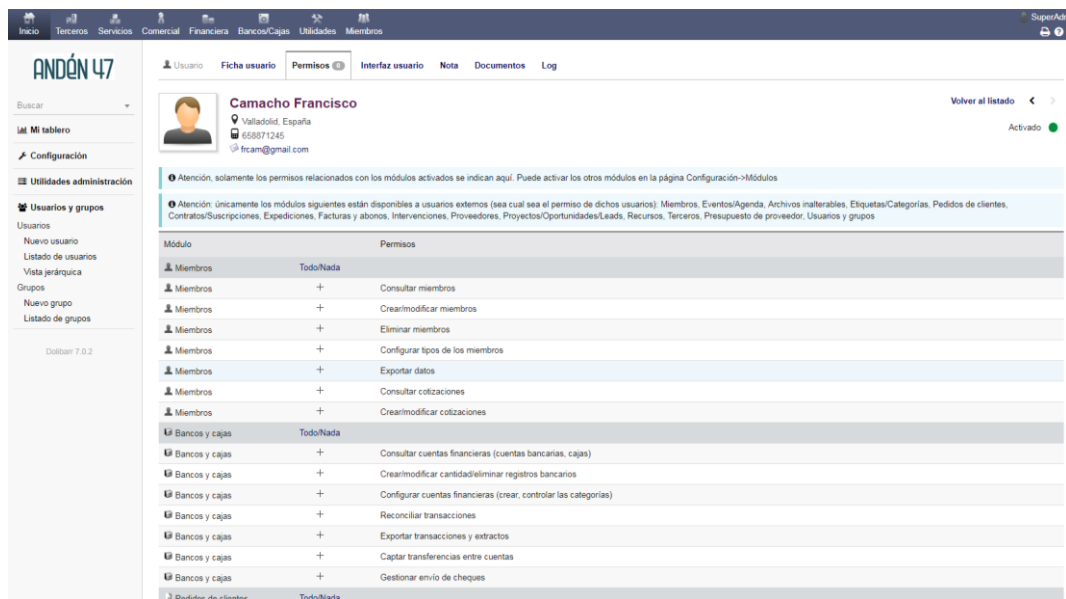 Inicio Terceros Servicios Comercial Financiera Bancos/Cajas Utilidades Miembros
SuperAdr
ANDÉN 47
Buscar
Mi tablero
Configuración
Utilidades administración
Usuarios y grupos
Usuarios
Nuevo usuario
Listado de usuarios
Vista jerárquica
Grupos
Nuevo grupo
Listado de grupos
Dolibarr 7.0.2
Usuario Ficha usuario Permisos 0 Interfaz usuario Nota Documentos Log
Camacho Francisco
Valladolid, España
658871245
frcam@gmail.com
Volver al listado < >
Activado
Atención, solamente los permisos relacionados con los módulos activados se indican aquí. Puede activar los otros módulos en la página Configuración->Módulos
Atención: únicamente los módulos siguientes están disponibles a usuarios externos (sea cual sea el permiso de dichos usuarios): Miembros, Eventos/Agenda, Archivos inalterables, Etiquetas/Categorías, Pedidos de clientes,
Contratos/Suscripciones, Expediciones, Facturas y abonos, Intervenciones, Proveedores, Proyectos/Oportunidades/Leads, Recursos, Terceros, Presupuesto de proveedor, Usuarios y grupos
Módulo Permisos
Miembros Todo/Nada
Miembros + Consultar miembros
Miembros + Crear/modificar miembros
Miembros + Eliminar miembros
Miembros + Configurar tipos de los miembros
Miembros + Exportar datos
Miembros + Consultar cotizaciones
Miembros + Crear/modificar cotizaciones
Bancos y cajas Todo/Nada
Bancos y cajas + Consultar cuentas financieras (cuentas bancarias, cajas)
Bancos y cajas + Crear/modificar cantidad/eliminar registros bancarios
Bancos y cajas + Configurar cuentas financieras (crear, controlar las categorías)
Bancos y cajas + Reconciliar transacciones
Bancos y cajas + Exportar transacciones y extractos
Bancos y cajas + Captar transferencias entre cuentas
Bancos y cajas + Gestionar envío de cheques
Pedidos de clientes Todo/Nada